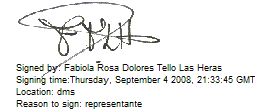 Signed by: Fabiola Rosa Dolores Tello Las Heras
Signing time:Thursday, September 4 2008, 21:33:45 GMT
Location: dms
Reason to sign: representante